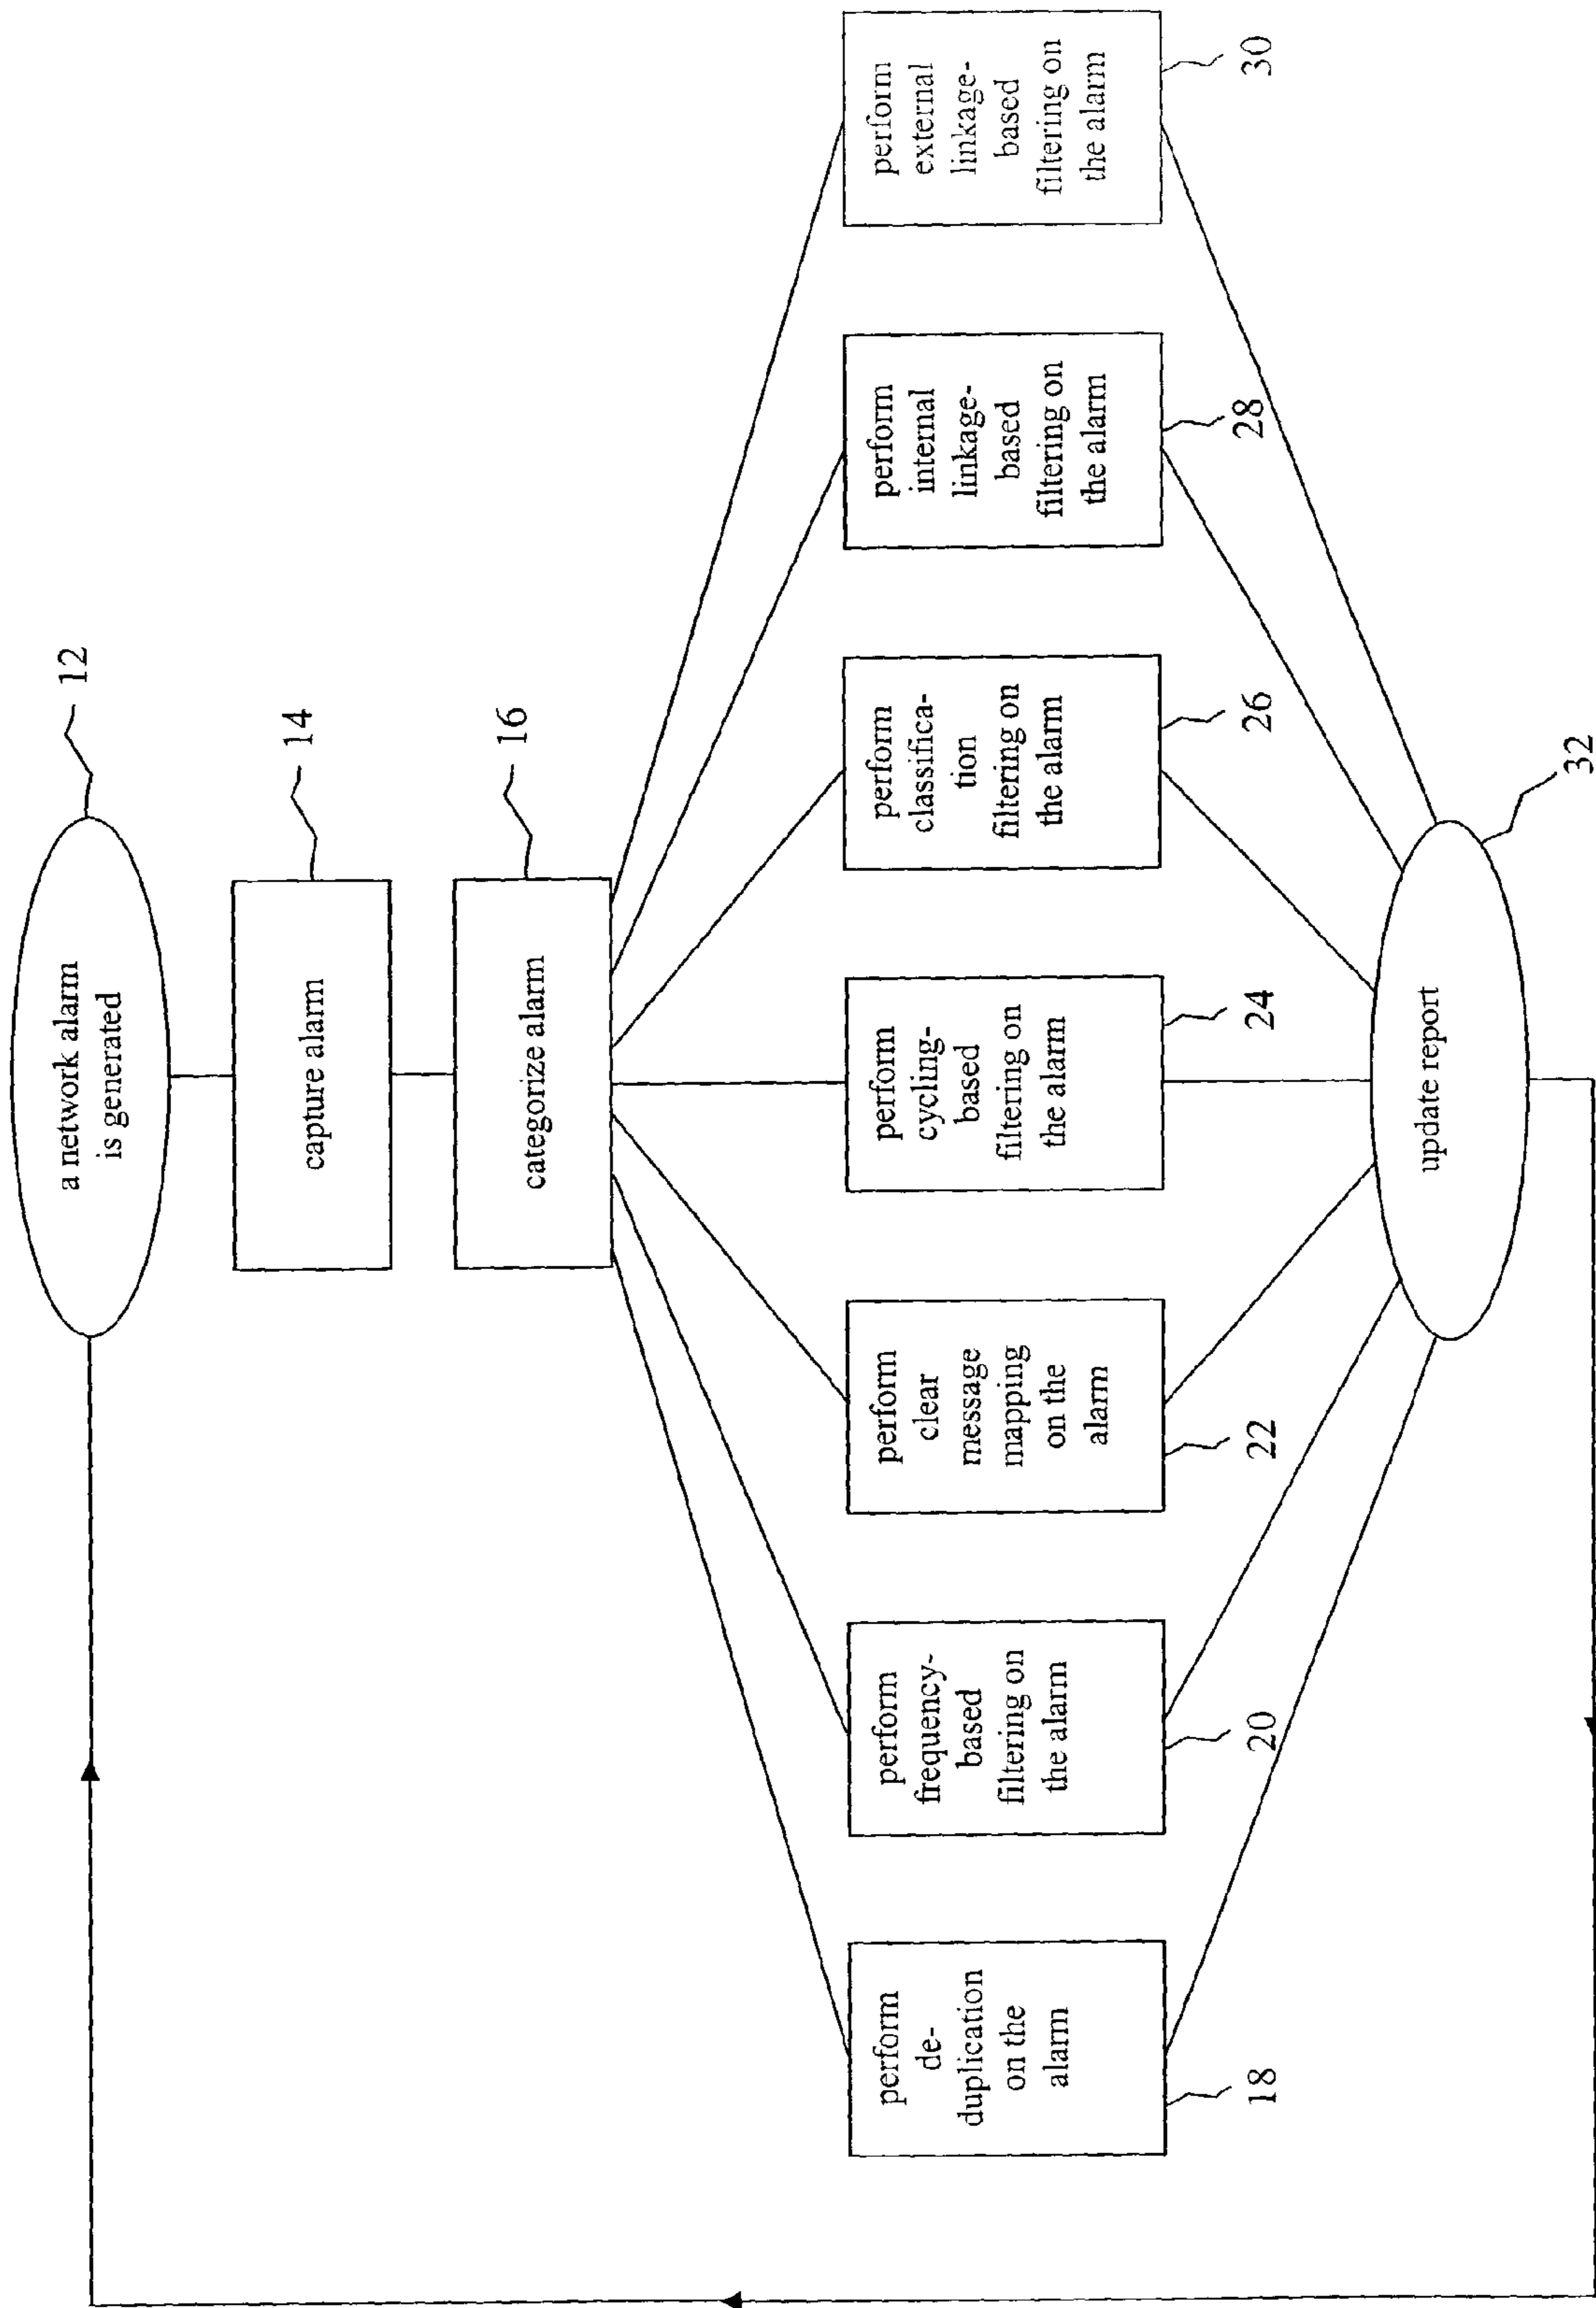 a network alarm
is generated
12
capture alarm
14
categorize alarm
16
perform
de-
duplication
on the
alarm
18
perform
frequency-
based
filtering on
the alarm
20
perform
clear
message
mapping
on the
alarm
22
perform
cycling-
based
filtering on
the alarm
24
perform
classifica-
tion
filtering on
the alarm
26
perform
internal
linkage-
based
filtering on
the alarm
28
perform
external
linkage-
based
filtering on
the alarm
30
update report
32